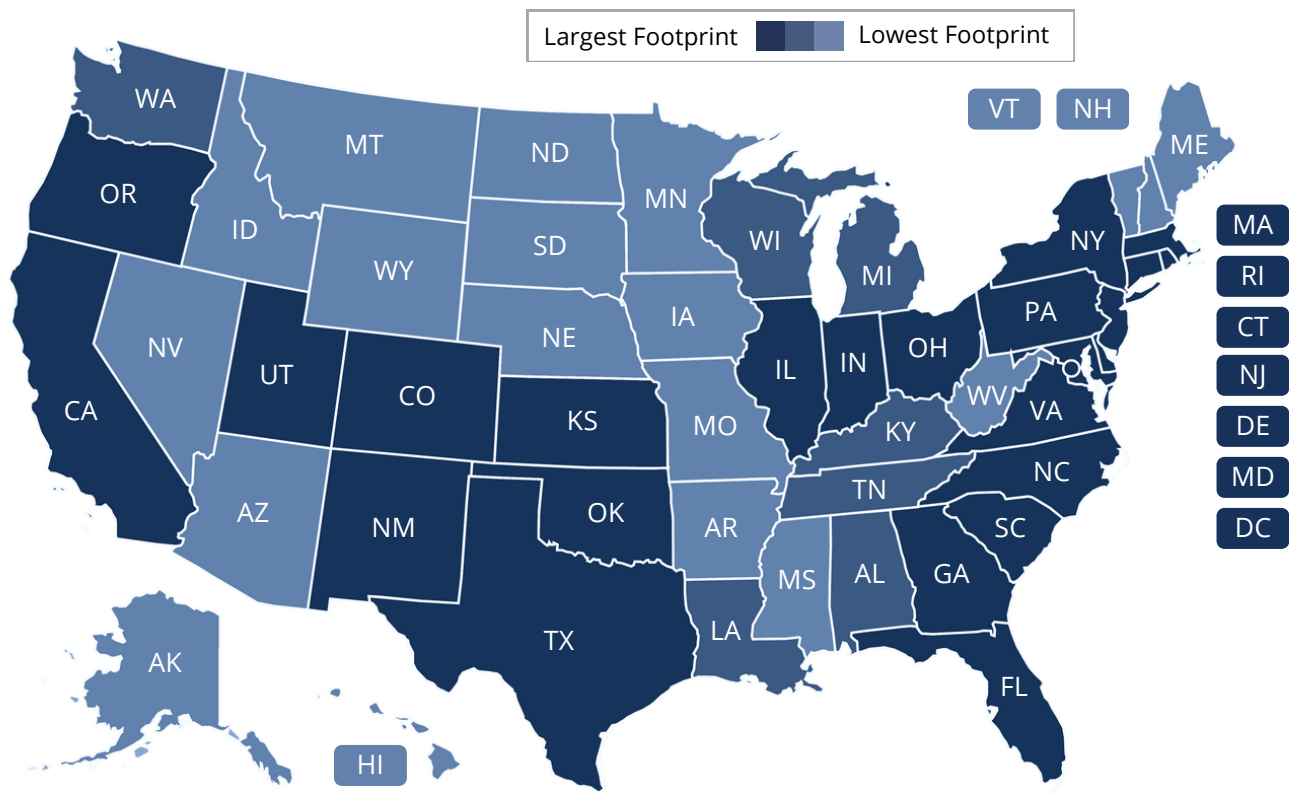 Largest Footprint Lowest Footprint
WA
VT NH
MT
ND
ME
OR
MN
ID
SD
WI
NY
MA
WY
MI
RI
NE
IA
PA
CT
NV
UT
CO
IL
IN
OH
NJ
CA
KS
MO
KY
WV
VA
DE
TN
NC
MD
AZ
NM
OK
AR
SC
DC
MS
AL
GA
TX
LA
AK
FL
HI